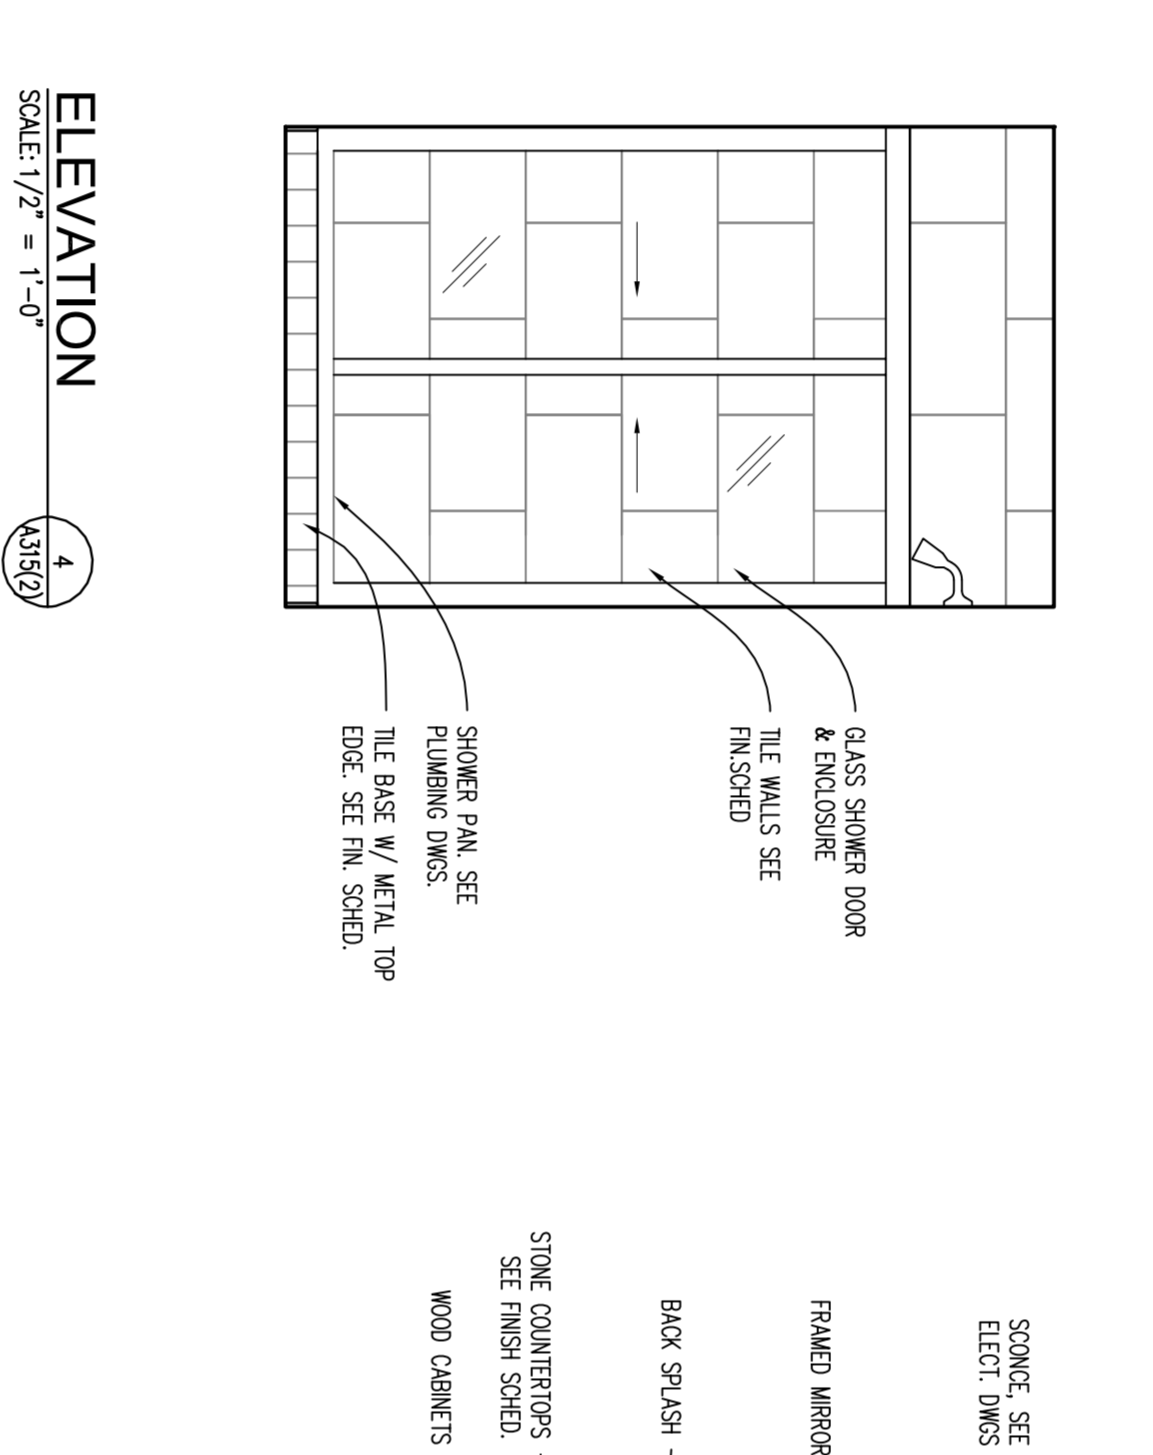 GLASS SHOWER DOOR
& ENCLOSURE
TILE WALLS SEE
FIN.SCHED
SHOWER PAN. SEE
PLUMBING DWGS.
TILE BASE W/ METAL TOP
EDGE. SEE FIN. SCHED.
ELEVATION
SCALE: 1/2" = 1'-0"
4
A315(2)
SCONCE, SEE
ELECT. DWGS
FRAMED MIRROR
BACK SPLASH
STONE COUNTERTOPS
SEE FINISH SCHED.
WOOD CABINETS